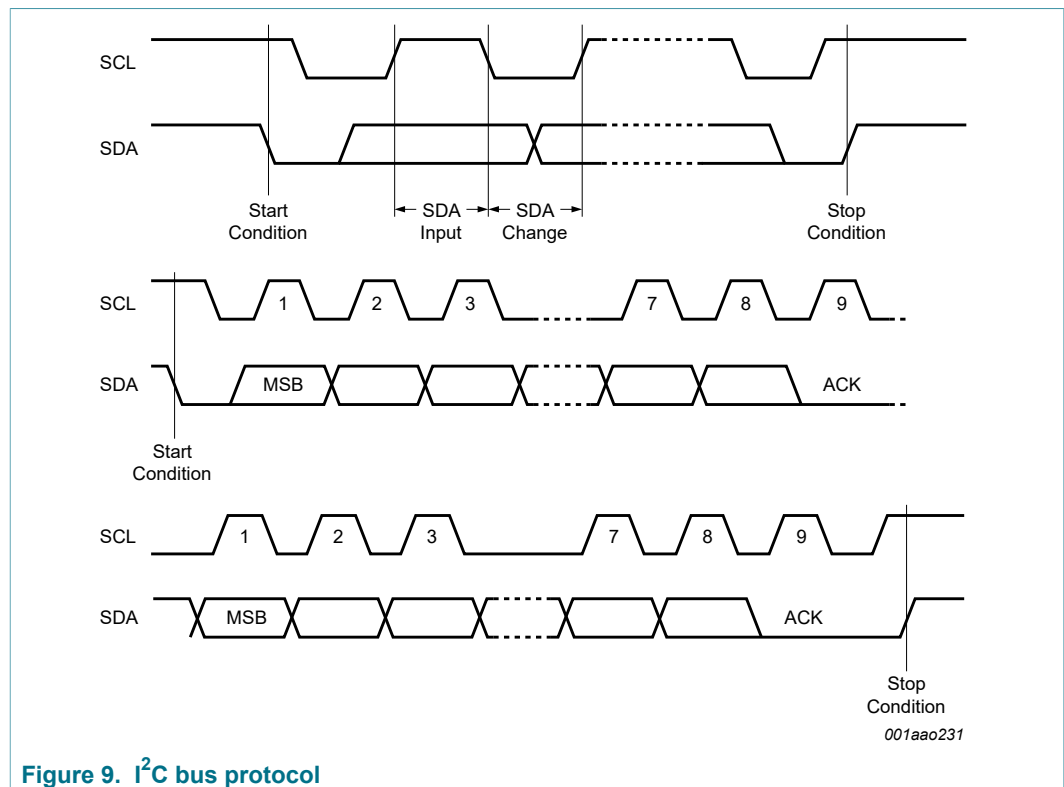 SCL
SDA
Start
Condition
SDA
Input
SDA
Change
Stop
Condition
SCL
1 2 3 7 8 9
SDA
MSB ACK
Start
Condition
SCL
1 2 3 7 8 9
SDA
MSB ACK
Stop
Condition
001aao231
Figure 9. I²C bus protocol